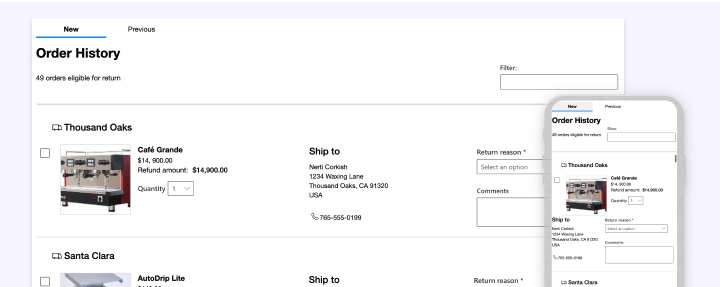 New
Previous
Order History
49 orders eligible for return
Filter:
Thousand Oaks
Café Grande
$14, 900.00
Refund amount: $14,900.00
Quantity 1
Ship to
Nerti Corkish
1234 Waxing Lane
Thousand Oaks, CA 91320
USA
765-555-0199
Return reason *
Select an option
Comments
Santa Clara
AutoDrip Lite
Ship to
Return reason *
New
Previous
Order History
49 orders eligible for return
Filter:
Thousand Oaks
Café Grande
$14, 900.00
Refund amount: $14,900.00
Quantity 1
Ship to
Nerti Corkish
1234 Waxing Lane
Thousand Oaks, CA 91320
USA
765-555-0199
Return reason *
Select an option
Comments
Santa Clara